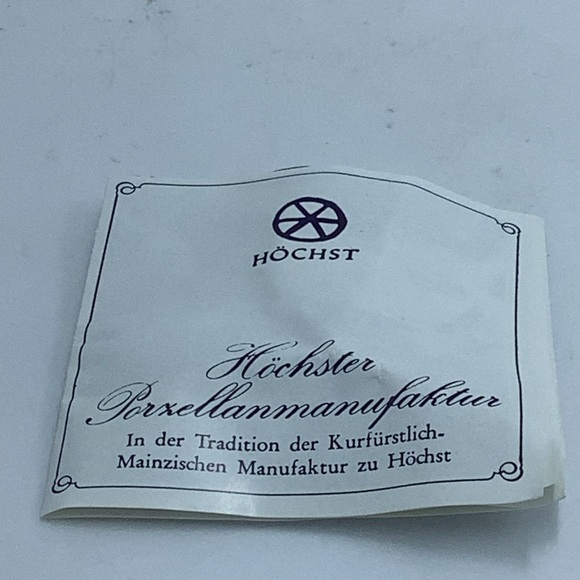 HÖCHST
Höchster
Porzellanmanufaktur
In der Tradition der Kurfürstlich-
Mainzischen Manufaktur zu Höchst